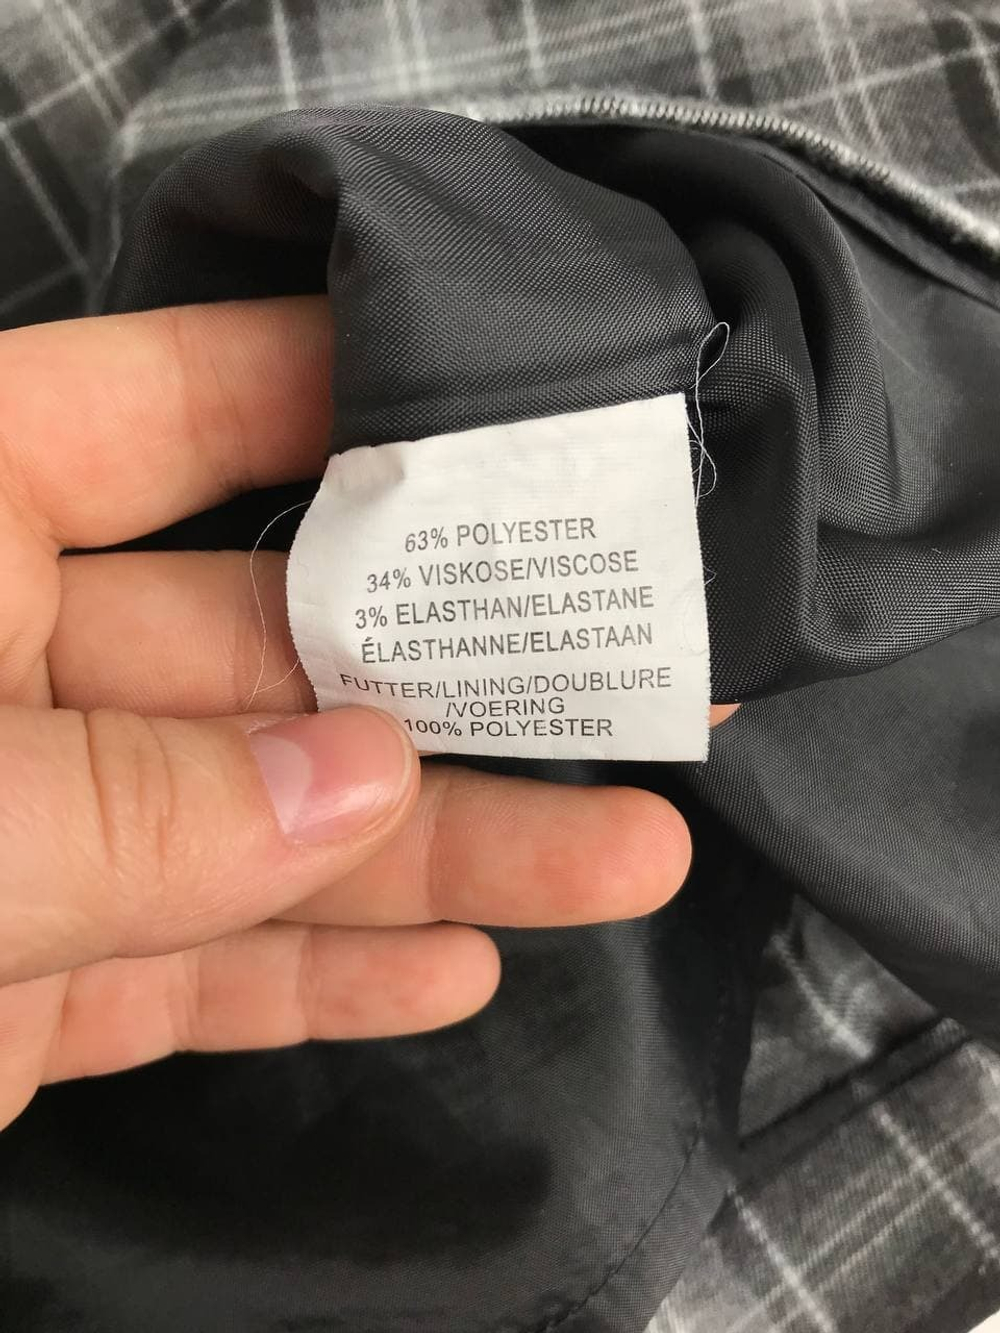 63% POLYESTER
34% VISKOSE/VISCOSE
3% ELASTHAN/ELASTANE
ÉLASTHANNE/ELASTAAN
FUTTER/LINING/DOUBLURE
/VOERING
100% POLYESTER